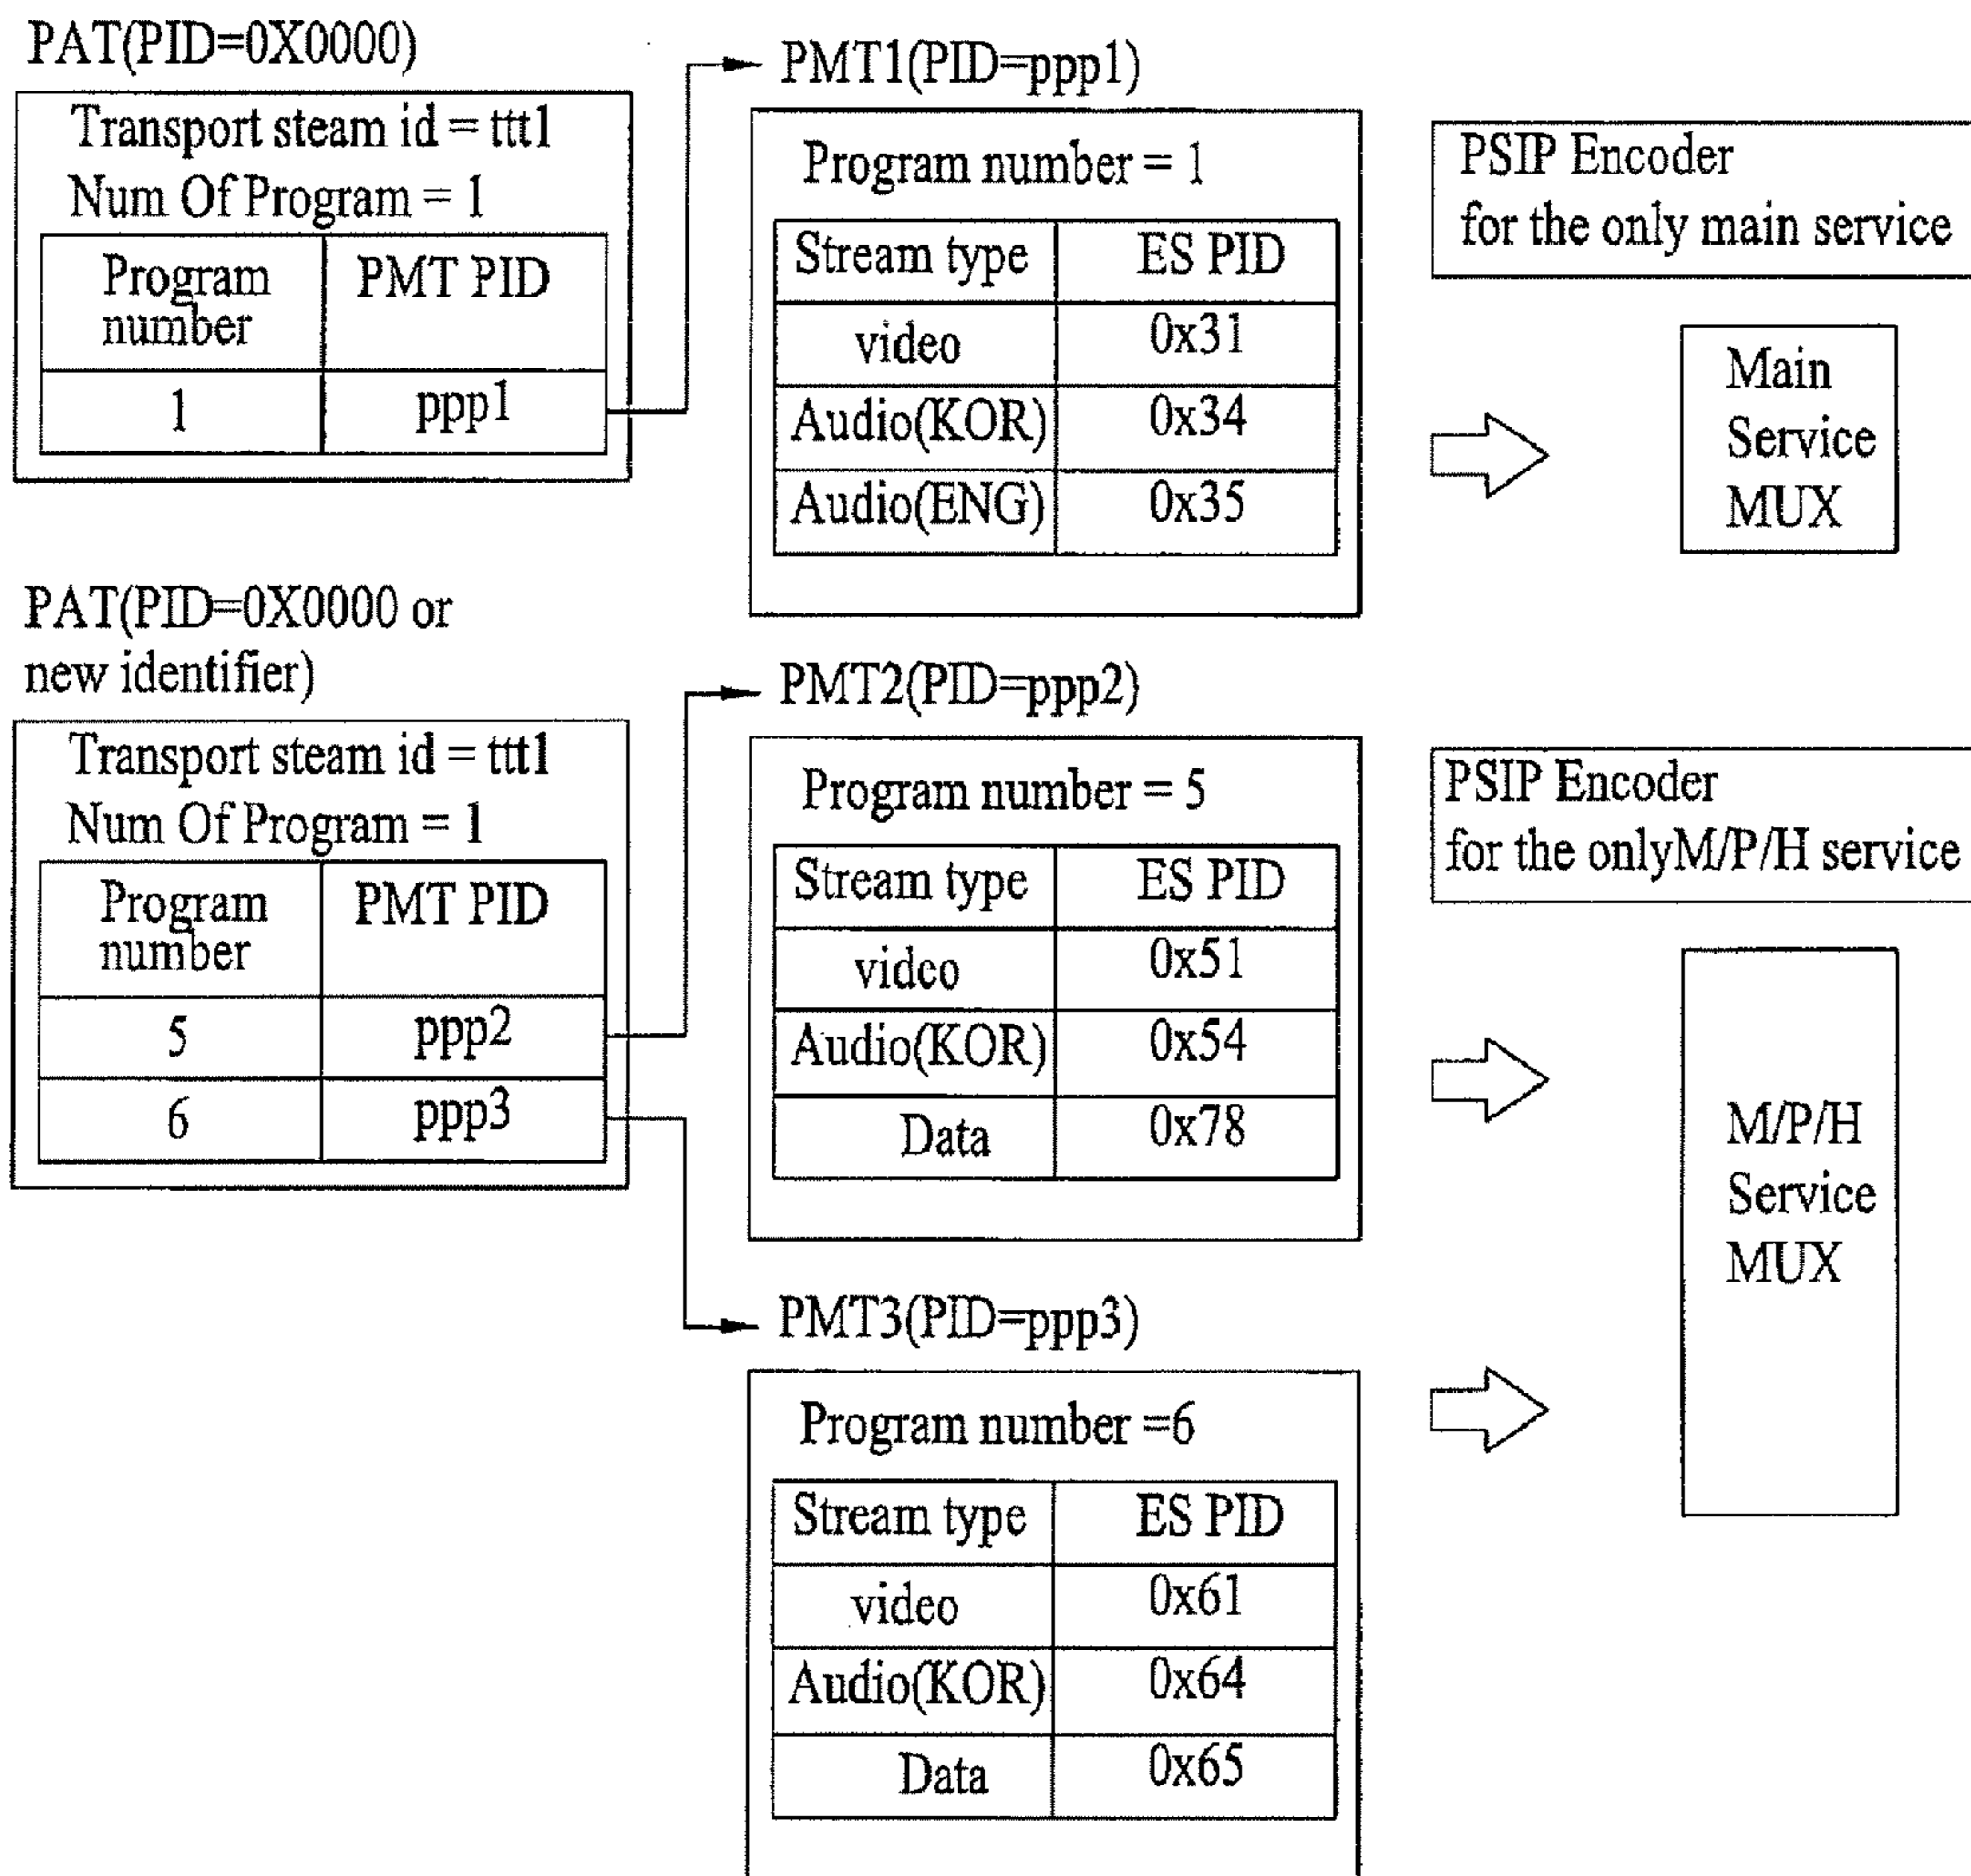 PAT(PID=0X0000)
Transport steam id = ttt1
Num Of Program = 1
Program number
PMT PID
1
ppp1
PMT1(PID=ppp1)
Program number = 1
Stream type
ES PID
video
0x31
Audio(KOR)
0x34
Audio(ENG)
0x35
PSIP Encoder
for the only main service
Main
Service
MUX
PAT(PID=0X0000 or
new identifier)
Transport steam id = ttt1
Num Of Program = 1
Program number
PMT PID
5
ppp2
6
ppp3
PMT2(PID=ppp2)
Program number = 5
Stream type
ES PID
video
0x51
Audio(KOR)
0x54
Data
0x78
PSIP Encoder
for the onlyM/P/H service
M/P/H
Service
MUX
PMT3(PID=ppp3)
Program number =6
Stream type
ES PID
video
0x61
Audio(KOR)
0x64
Data
0x65